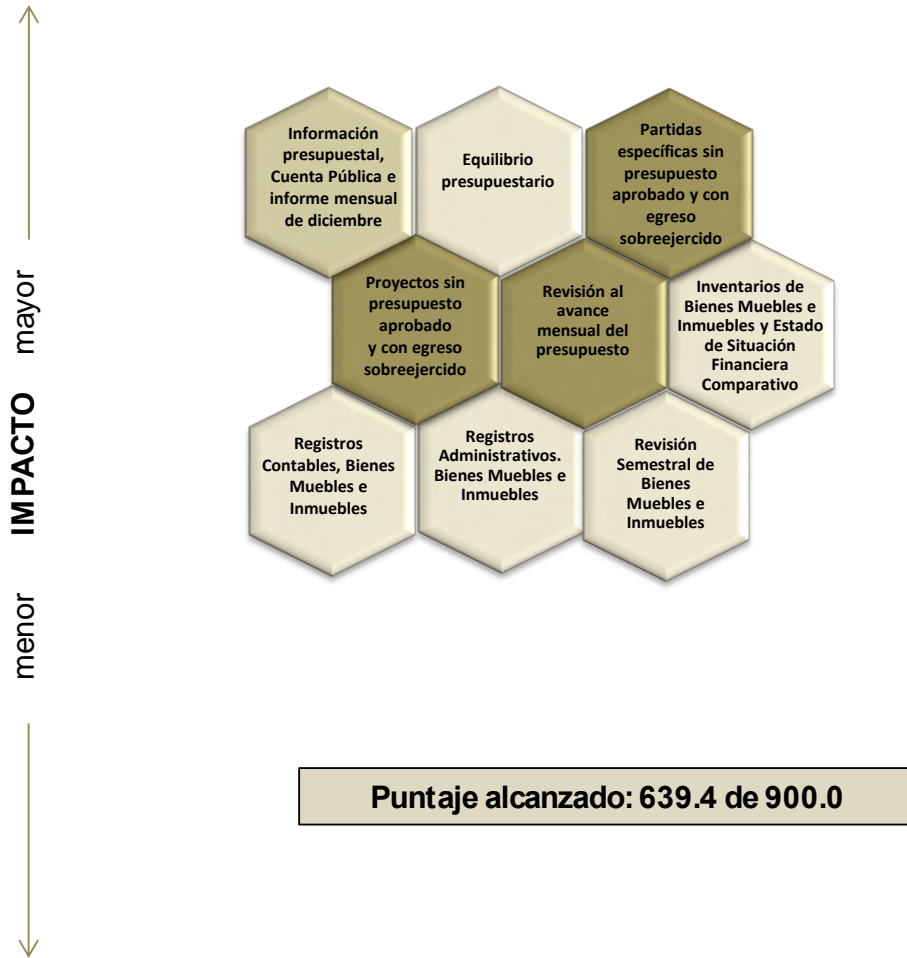 Información
presupuestal,
Cuenta Pública e
informe mensual
de diciembre
Equilibrio
presupuestario
Partidas
específicas sin
presupuesto
aprobado y con
egreso
sobreejercido
Proyectos sin
presupuesto
aprobado
y con egreso
sobreejercido
Revisión al
avance
mensual del
presupuesto
Inventarios de
Bienes Muebles e
Inmuebles y Estado
de Situación
Financiera
Comparativo
Registros
Contables, Bienes
Muebles e
Inmuebles
Registros
Administrativos.
Bienes Muebles e
Inmuebles
Revisión
Semestral de
Bienes
Muebles e
Inmuebles
menor IMPACTO mayor
Puntaje alcanzado: 639.4 de 900.0